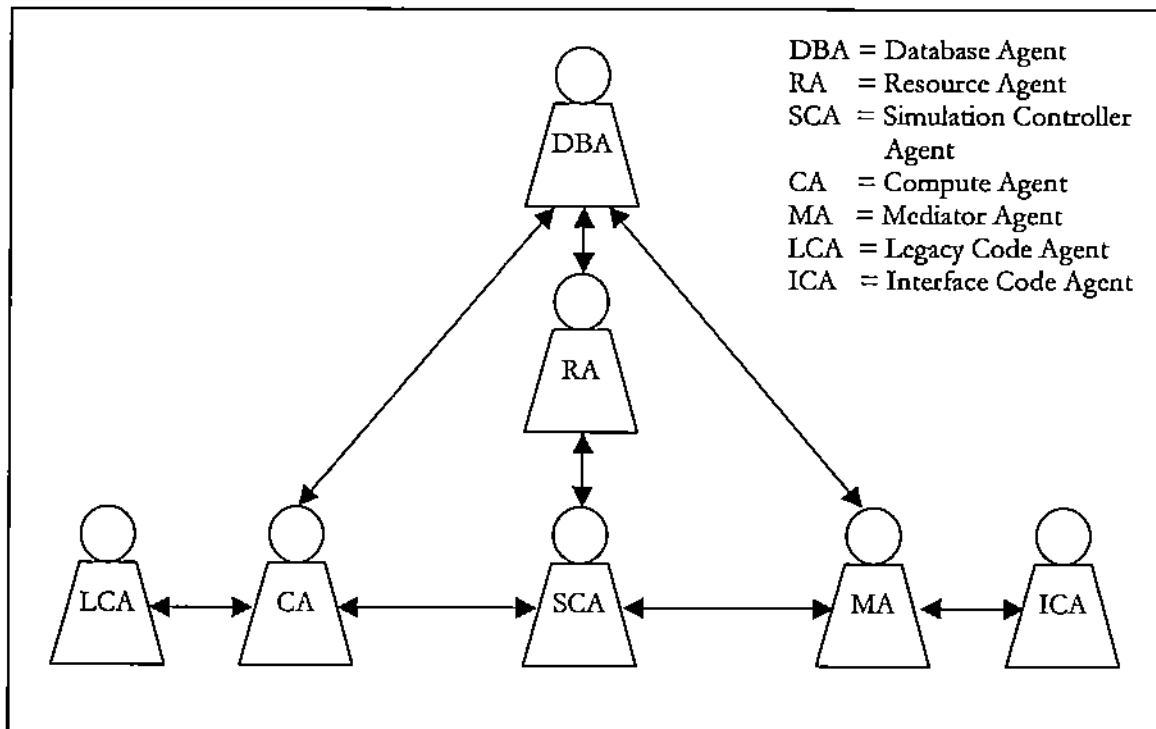 DBA = Database Agent
RA = Resource Agent
SCA = Simulation Controller
Agent
CA = Compute Agent
MA = Mediator Agent
LCA = Legacy Code Agent
ICA = Interface Code Agent
DBA
RA
LCA CA SCA MA ICA